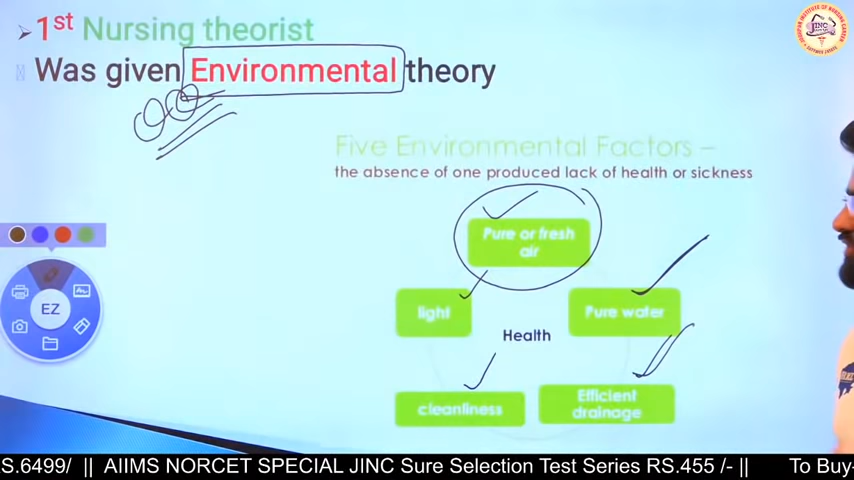 1st Nursing theorist
Was given Environmental theory
Five Environmental Factors –
the absence of one produced lack of health or sickness
Pure or fresh
air
light
Pure water
Health
cleanliness
Efficient
drainage
EZ
JINC
S.6499/ || AIIMS NORCET SPECIAL JINC Sure Selection Test Series RS.455 /- || To Buy-